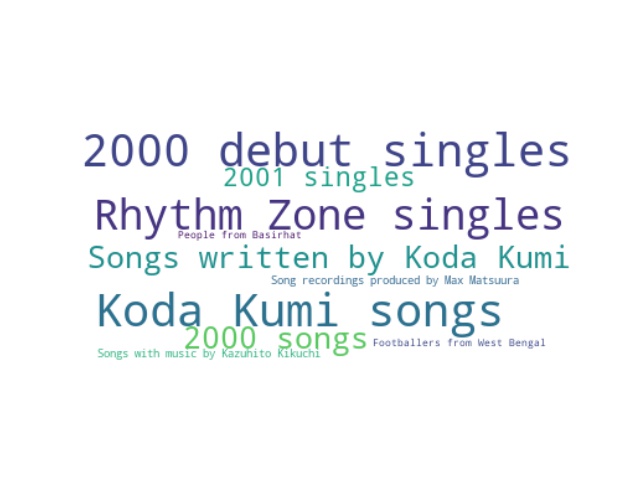 2000 debut singles
2001 singles
Rhythm Zone singles
People from Basirhat
Songs written by Koda Kumi
Song recordings produced by Max Matsuura
Koda Kumi songs
2000 songs
Footballers from West Bengal
Songs with music by Kazuhito Kikuchi